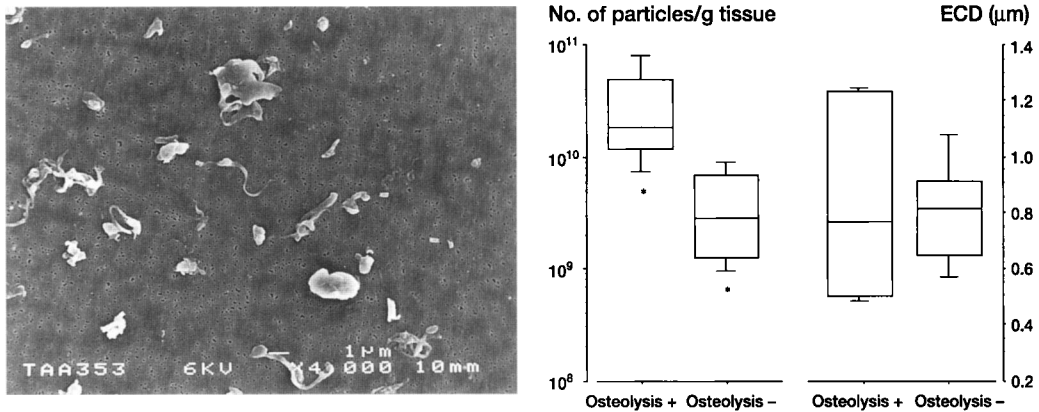 No. of particles/g tissue
ECD (μm)
10¹¹
10¹⁰
10⁹
10⁸
1.4
1.2
1.0
0.8
0.6
0.4
0.2
Osteolysis + Osteolysis –
Osteolysis + Osteolysis –
1μm
TAA353 6KV X4,000 10mm